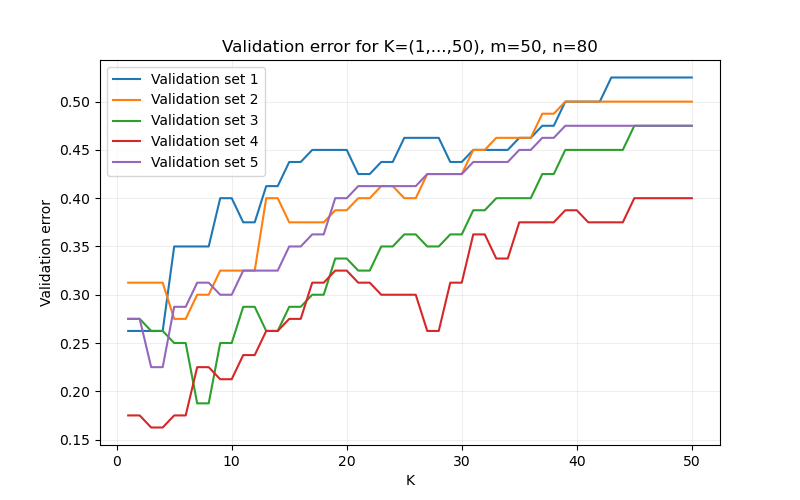 Validation error for K=(1,...,50), m=50, n=80
Validation set 1
Validation set 2
Validation set 3
Validation set 4
Validation set 5
Validation error
0.50
0.45
0.40
0.35
0.30
0.25
0.20
0.15
0 10 20 30 40 50
K